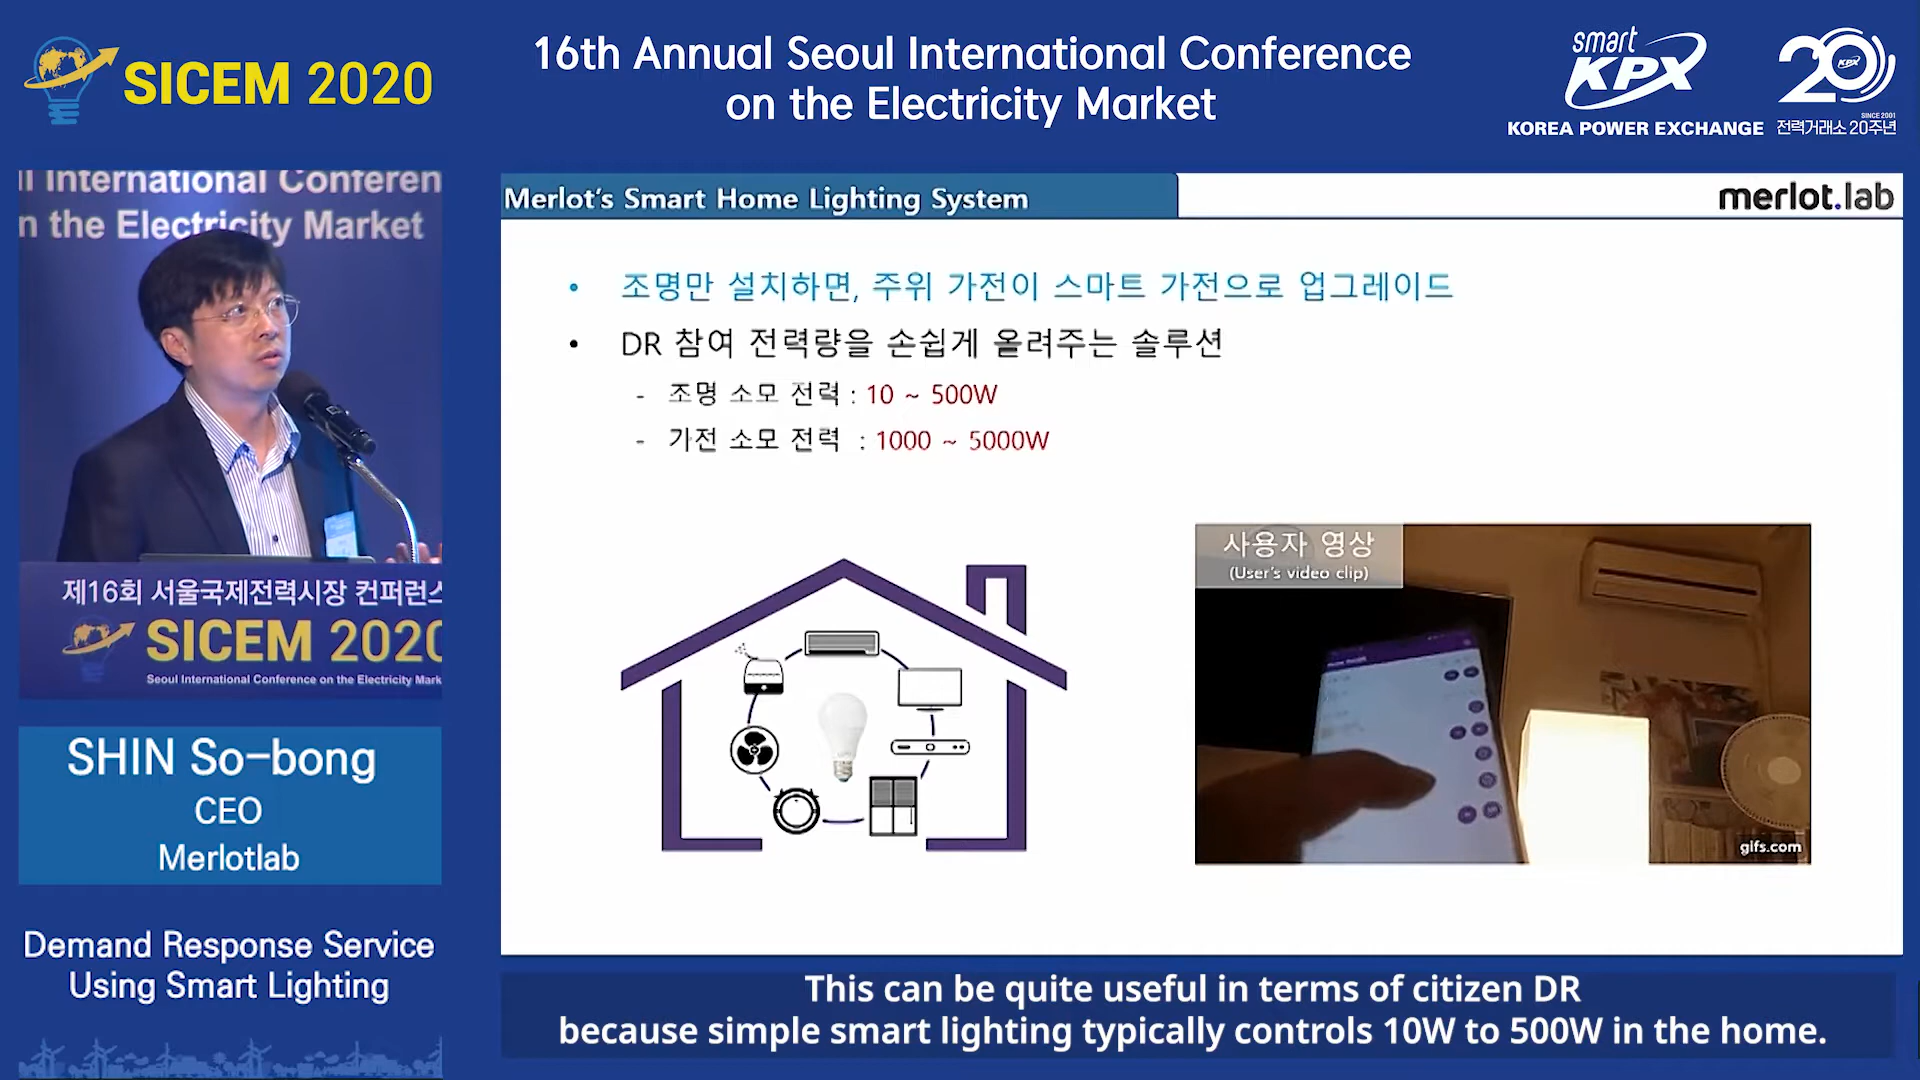 SICEM 2020
16th Annual Seoul International Conference
on the Electricity Market
smart
KPX
KOREA POWER EXCHANGE
20
KPX
SINCE 2001
전력거래소 20주년
l International Conferen
n the Electricity Market
제16회 서울국제전력시장 컨퍼런스
SICEM 2020
Seoul International Conference on the Electricity Mark
SHIN So-bong
CEO
Merlotlab
Demand Response Service
Using Smart Lighting
Merlot's Smart Home Lighting System
merlot.lab
• 조명만 설치하면, 주위 가전이 스마트 가전으로 업그레이드
• DR 참여 전력량을 손쉽게 올려주는 솔루션
- 조명 소모 전력 : 10 ~ 500W
- 가전 소모 전력 : 1000 ~ 5000W
사용자 영상
(User's video clip)
gifs.com
This can be quite useful in terms of citizen DR
because simple smart lighting typically controls 10W to 500W in the home.